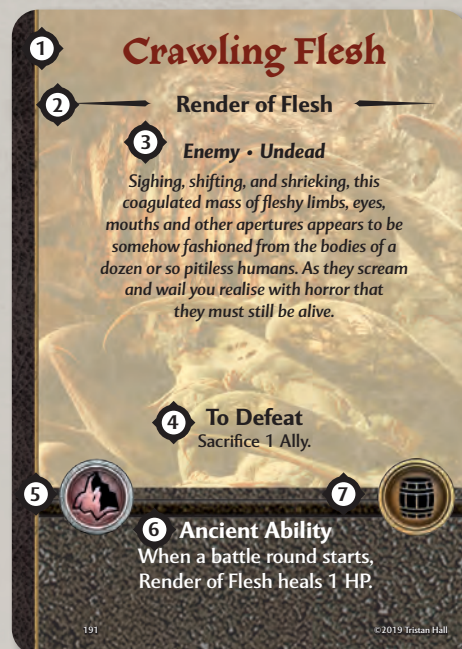 1 Crawling Flesh
2 Render of Flesh
3 Enemy • Undead
Sighing, shifting, and shrieking, this
coagulated mass of fleshy limbs, eyes,
mouths and other apertures appears to be
somehow fashioned from the bodies of a
dozen or so pitiless humans. As they scream
and wail you realise with horror that
they must still be alive.
4 To Defeat
Sacrifice 1 Ally.
5 7
6 Ancient Ability
When a battle round starts,
Render of Flesh heals 1 HP.
191 ©2019 Tristan Hall